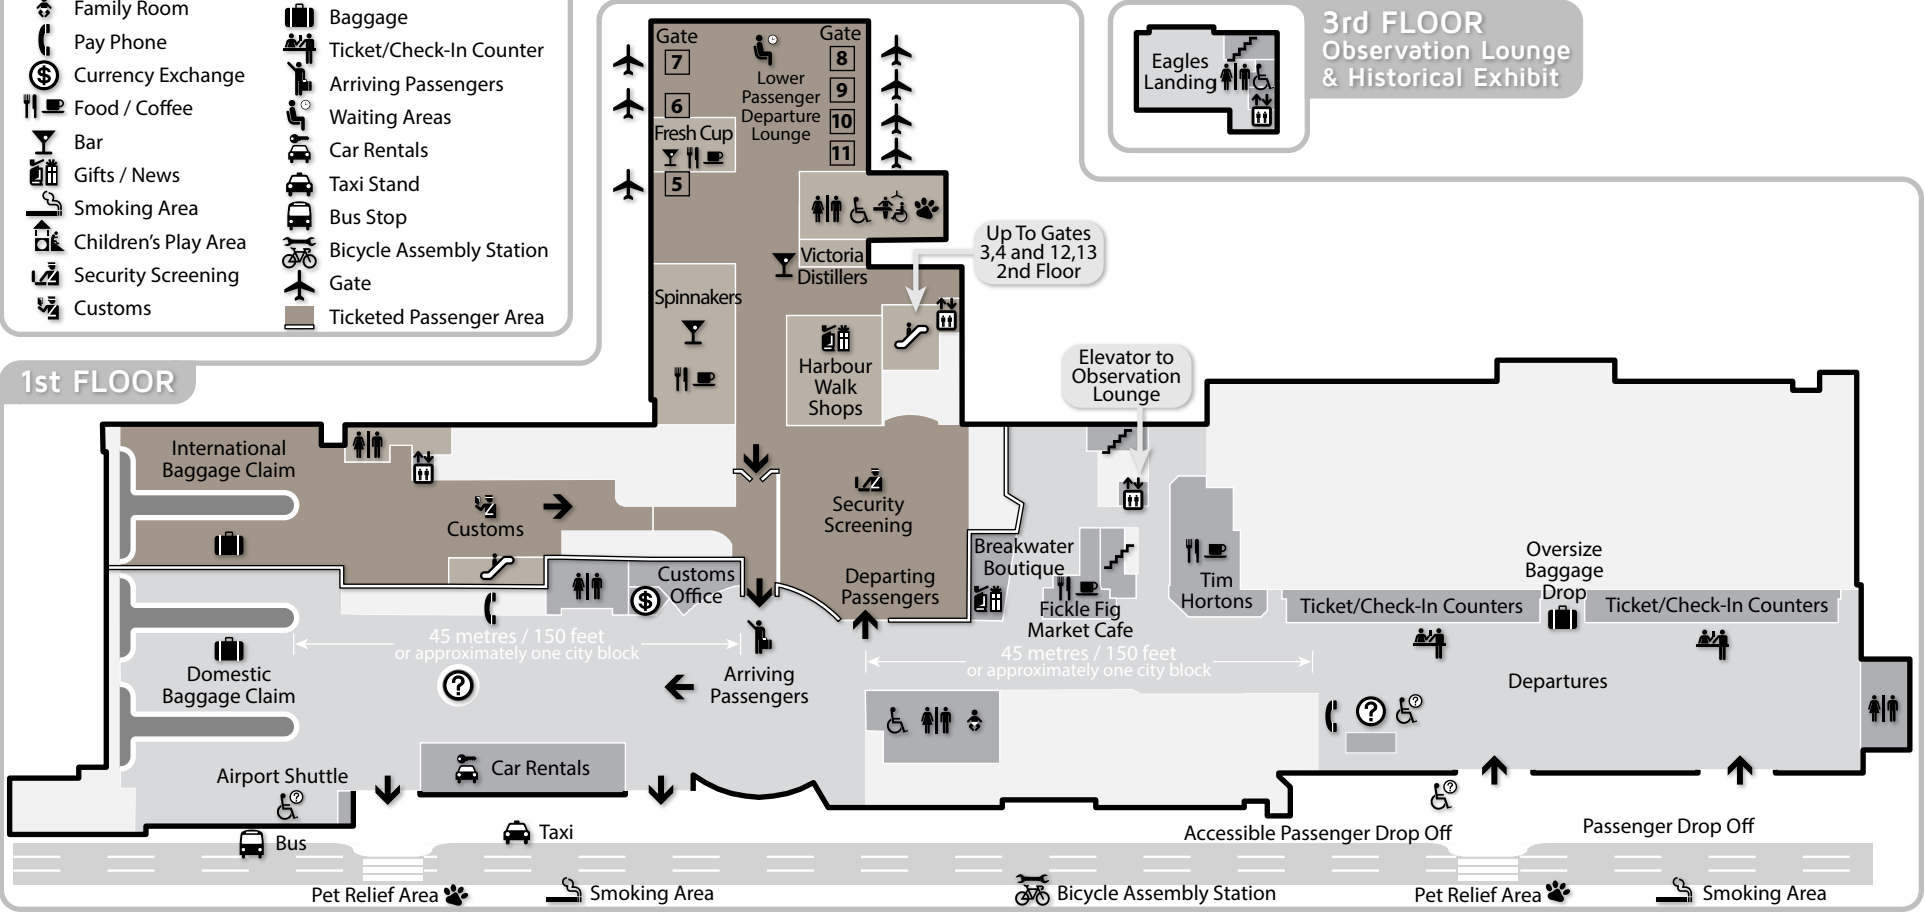 Family Room
Pay Phone
Currency Exchange
Food / Coffee
Bar
Gifts / News
Smoking Area
Children's Play Area
Security Screening
Customs
Baggage
Ticket/Check-In Counter
Arriving Passengers
Waiting Areas
Car Rentals
Taxi Stand
Bus Stop
Bicycle Assembly Station
Gate
Ticketed Passenger Area
3rd FLOOR
Observation Lounge
& Historical Exhibit
Eagles
Landing
1st FLOOR
Gate
7
6
Fresh Cup
5
Lower
Passenger
Departure
Lounge
Gate
8
9
10
11
Victoria
Distillers
Up To Gates
3,4 and 12,13
2nd Floor
Spinnakers
Harbour
Walk
Shops
Elevator to
Observation
Lounge
International
Baggage Claim
Customs
Security
Screening
Customs
Office
Departing
Passengers
Breakwater
Boutique
Fickle Fig
Market Cafe
Tim
Hortons
Ticket/Check-In Counters
Oversize
Baggage
Drop
Ticket/Check-In Counters
45 metres / 150 feet
or approximately one city block
Domestic
Baggage Claim
Arriving
Passengers
45 metres / 150 feet
or approximately one city block
Departures
Airport Shuttle
Car Rentals
Bus
Taxi
Accessible Passenger Drop Off
Passenger Drop Off
Pet Relief Area
Smoking Area
Bicycle Assembly Station
Pet Relief Area
Smoking Area